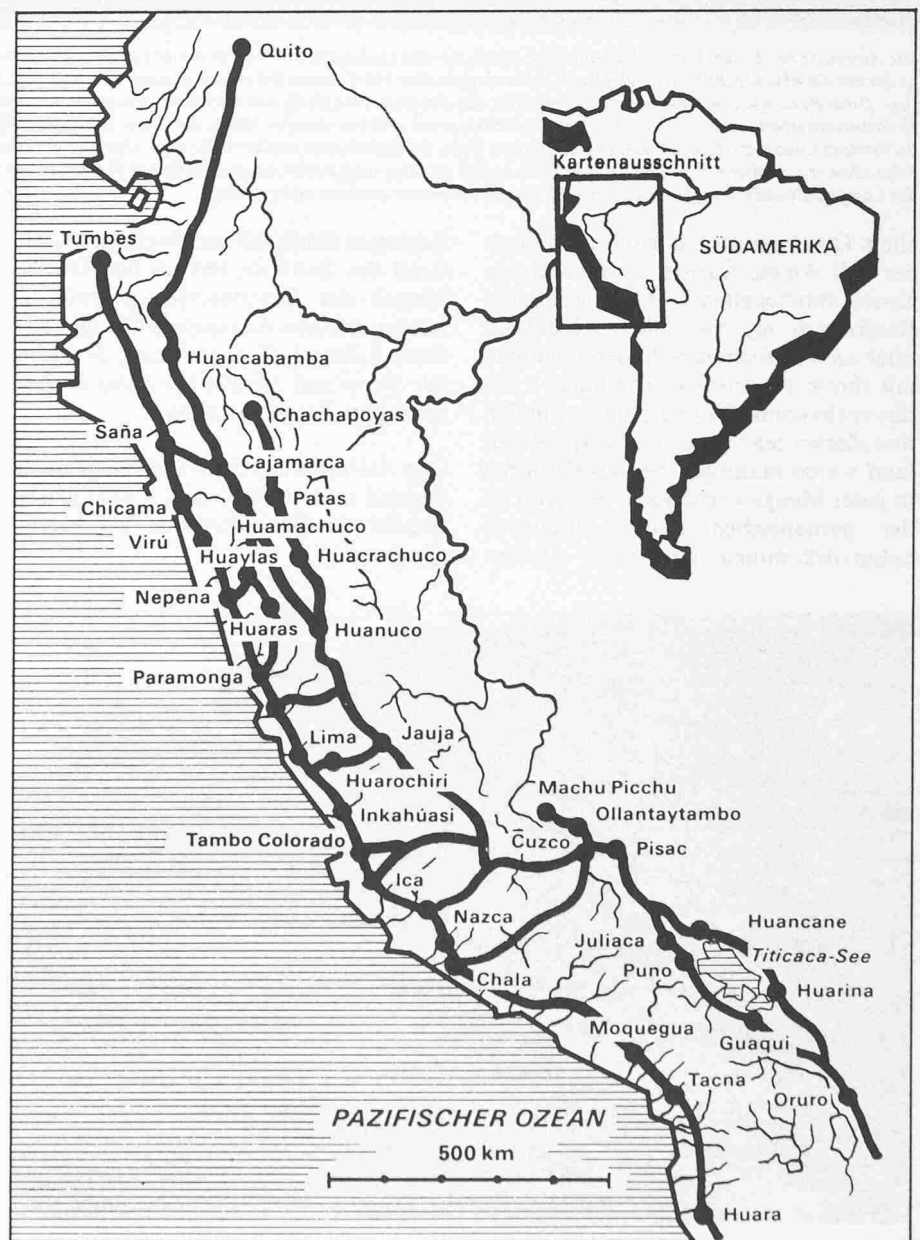 Quito
Kartenausschnitt
SÜDAMERIKA
Tumbes
Huancabamba
Chachapoyas
Saña
Cajamarca
Patas
Chicama
Huamachuco
Virú
Huaylas
Huacrachuco
Nepena
Huaras
Huanuco
Paramonga
Lima
Jauja
Huarochiri
Machu Picchu
Inkahúasi
Ollantaytambo
Tambo Colorado
Cuzco
Pisac
Ica
Nazca
Huancane
Juliaca
Titicaca-See
Puno
Chala
Huarina
Moquegua
Guaqui
Tacna
Oruro
PAZIFISCHER OZEAN
500 km
Huara